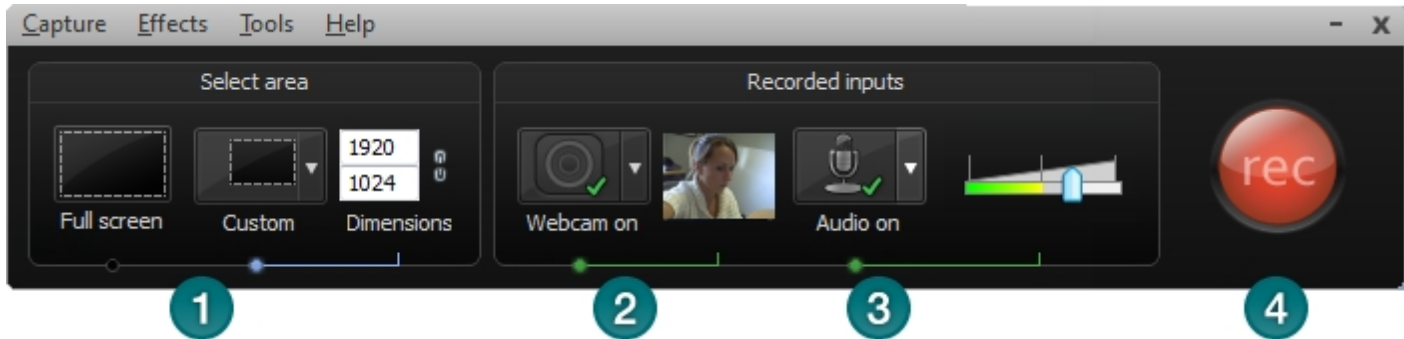 Capture Effects Tools Help - x
Select area
Recorded inputs
1920
1024
Full screen
Custom
Dimensions
Webcam on
Audio on
rec
1
2
3
4